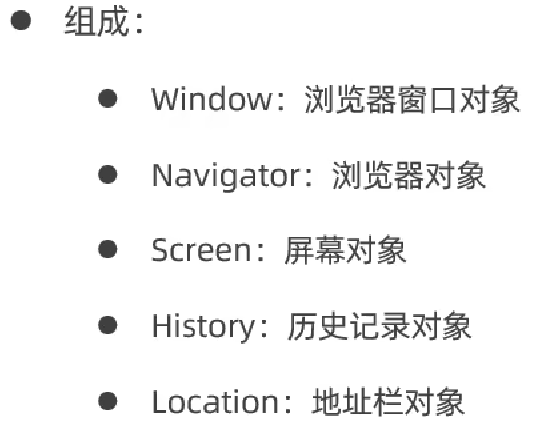 ● 组成：
● Window：浏览器窗口对象
● Navigator：浏览器对象
● Screen：屏幕对象
● History：历史记录对象
● Location：地址栏对象